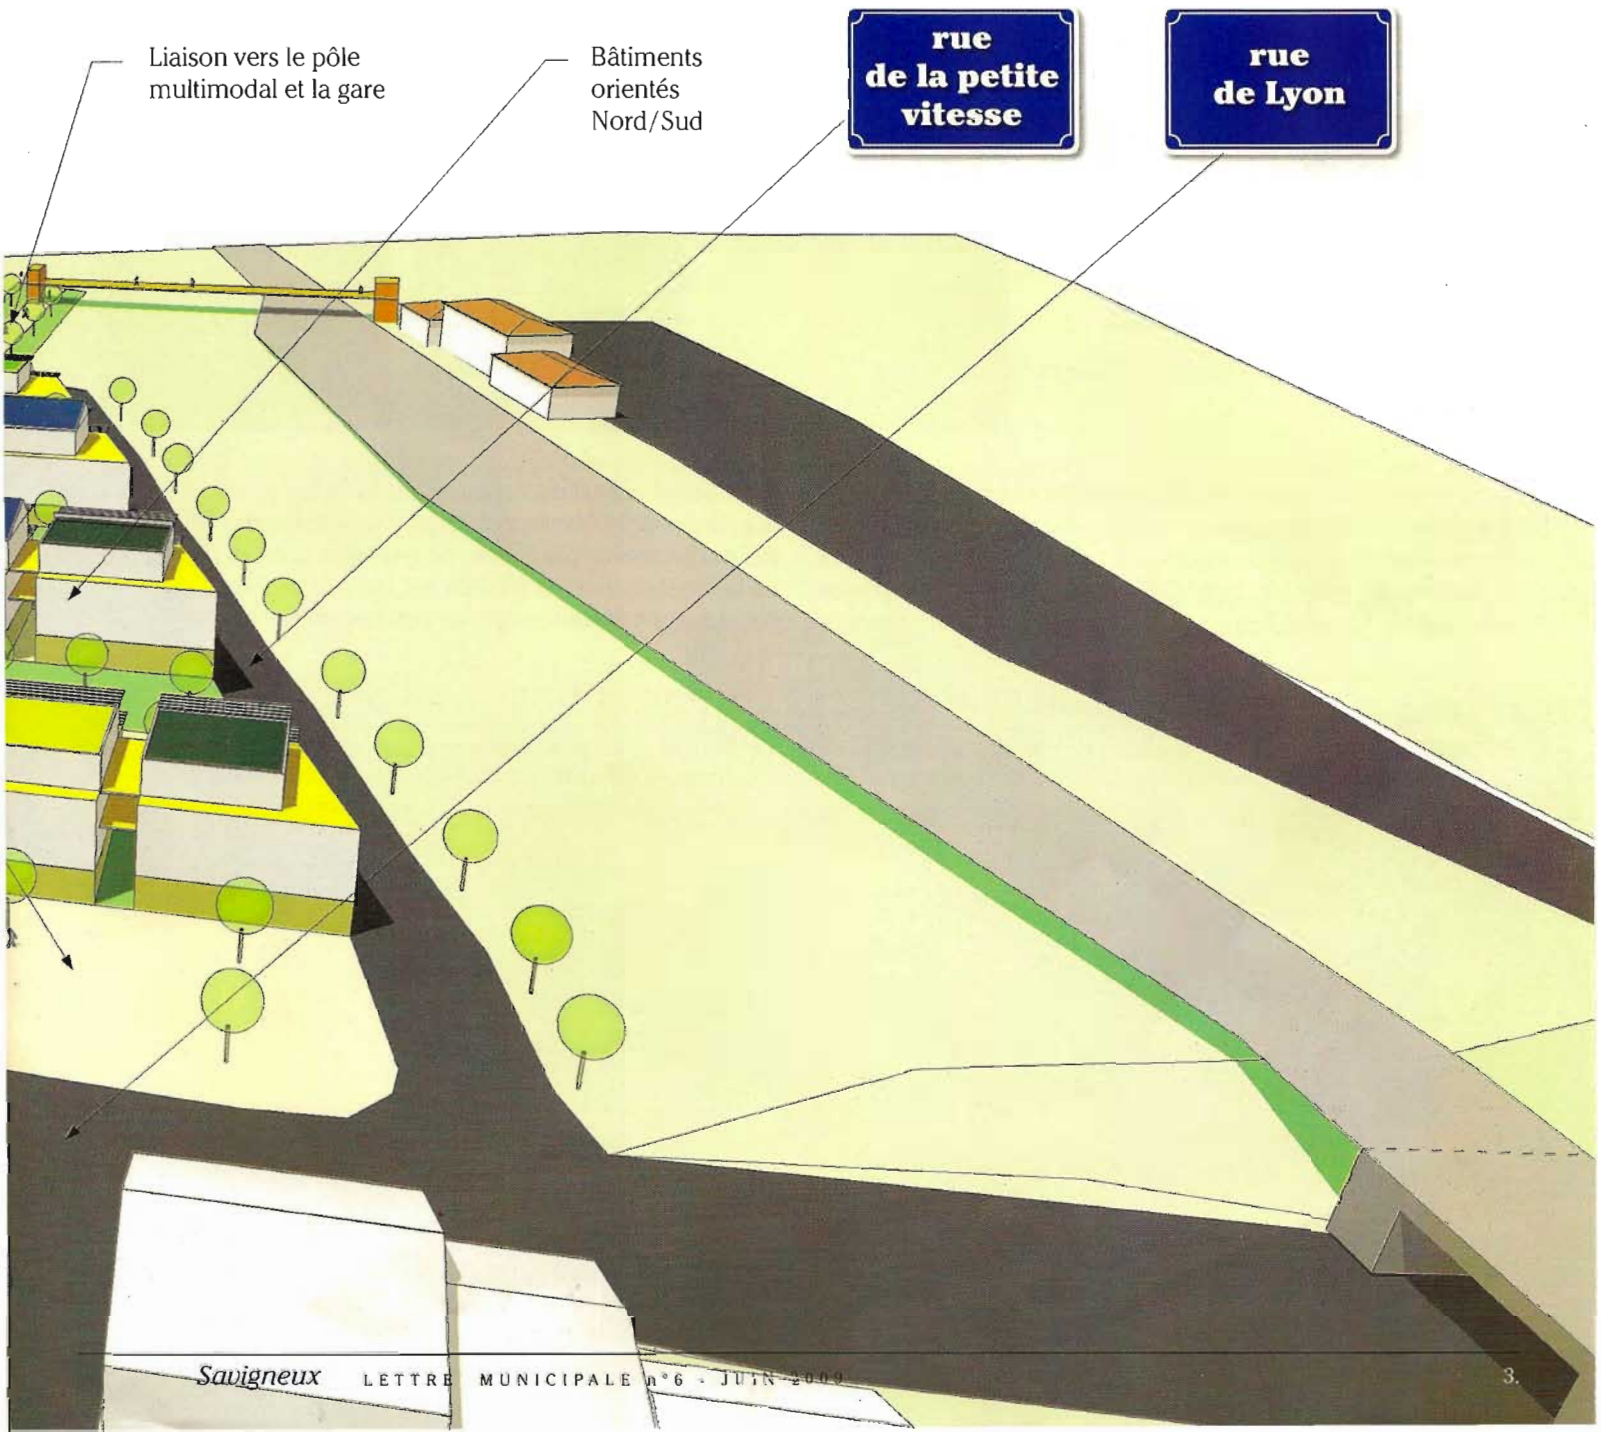 Liaison vers le pôle
multimodal et la gare
Bâtiments
orientés
Nord/Sud
rue
de la petite
vitesse
rue
de Lyon
Savigneux LETTRE MUNICIPALE n°6 - JUIN 2009 3.